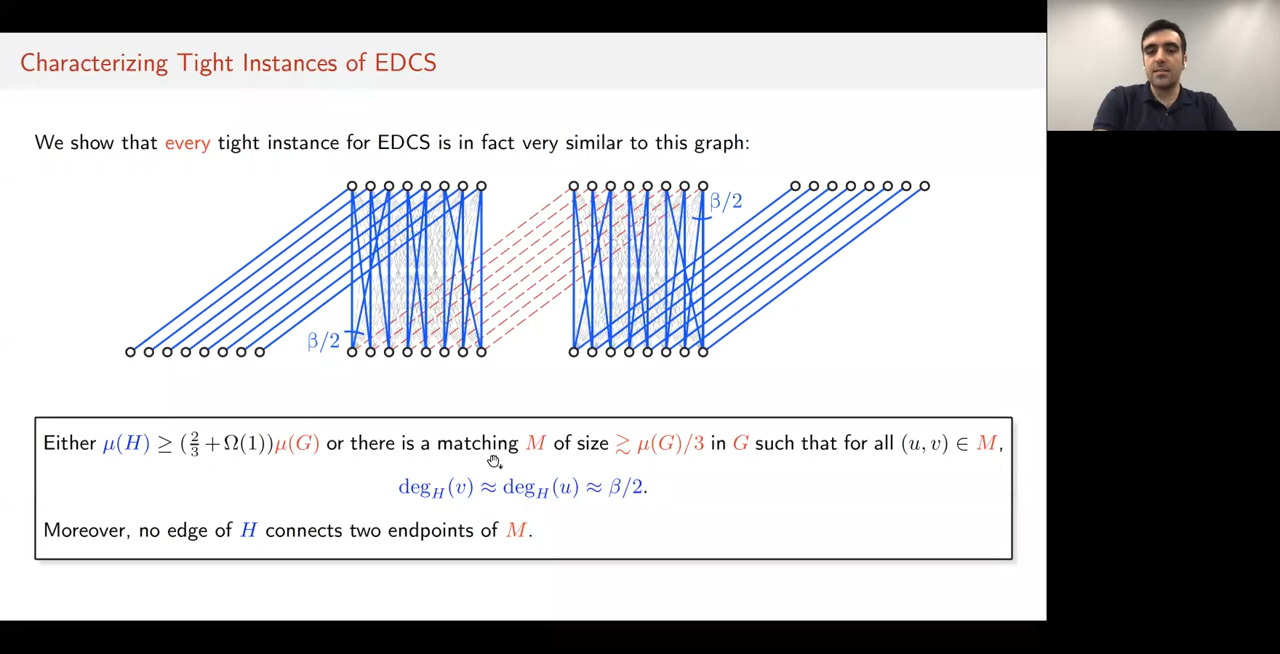 Characterizing Tight Instances of EDCS
We show that every tight instance for EDCS is in fact very similar to this graph:
β/2
β/2
Either μ(H) ≥ (2/3 + Ω(1))μ(G) or there is a matching M of size ≳ μ(G)/3 in G such that for all (u, v) ∈ M,
deg_H(v) ≈ deg_H(u) ≈ β/2.
Moreover, no edge of H connects two endpoints of M.